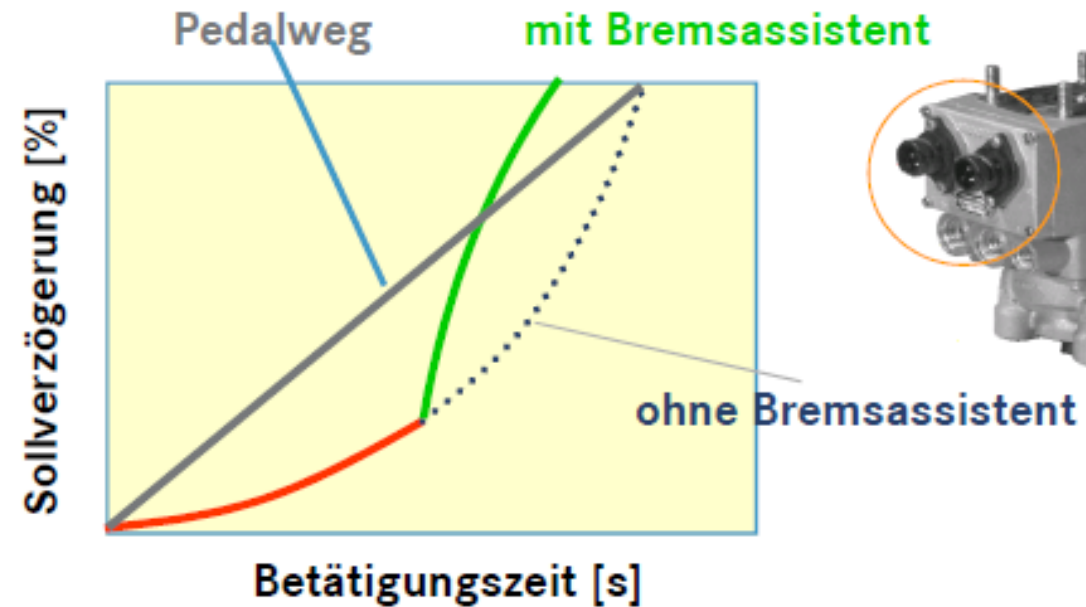 Pedalweg
mit Bremsassistent
Sollverzögerung [%]
ohne Bremsassistent
Betätigungszeit [s]